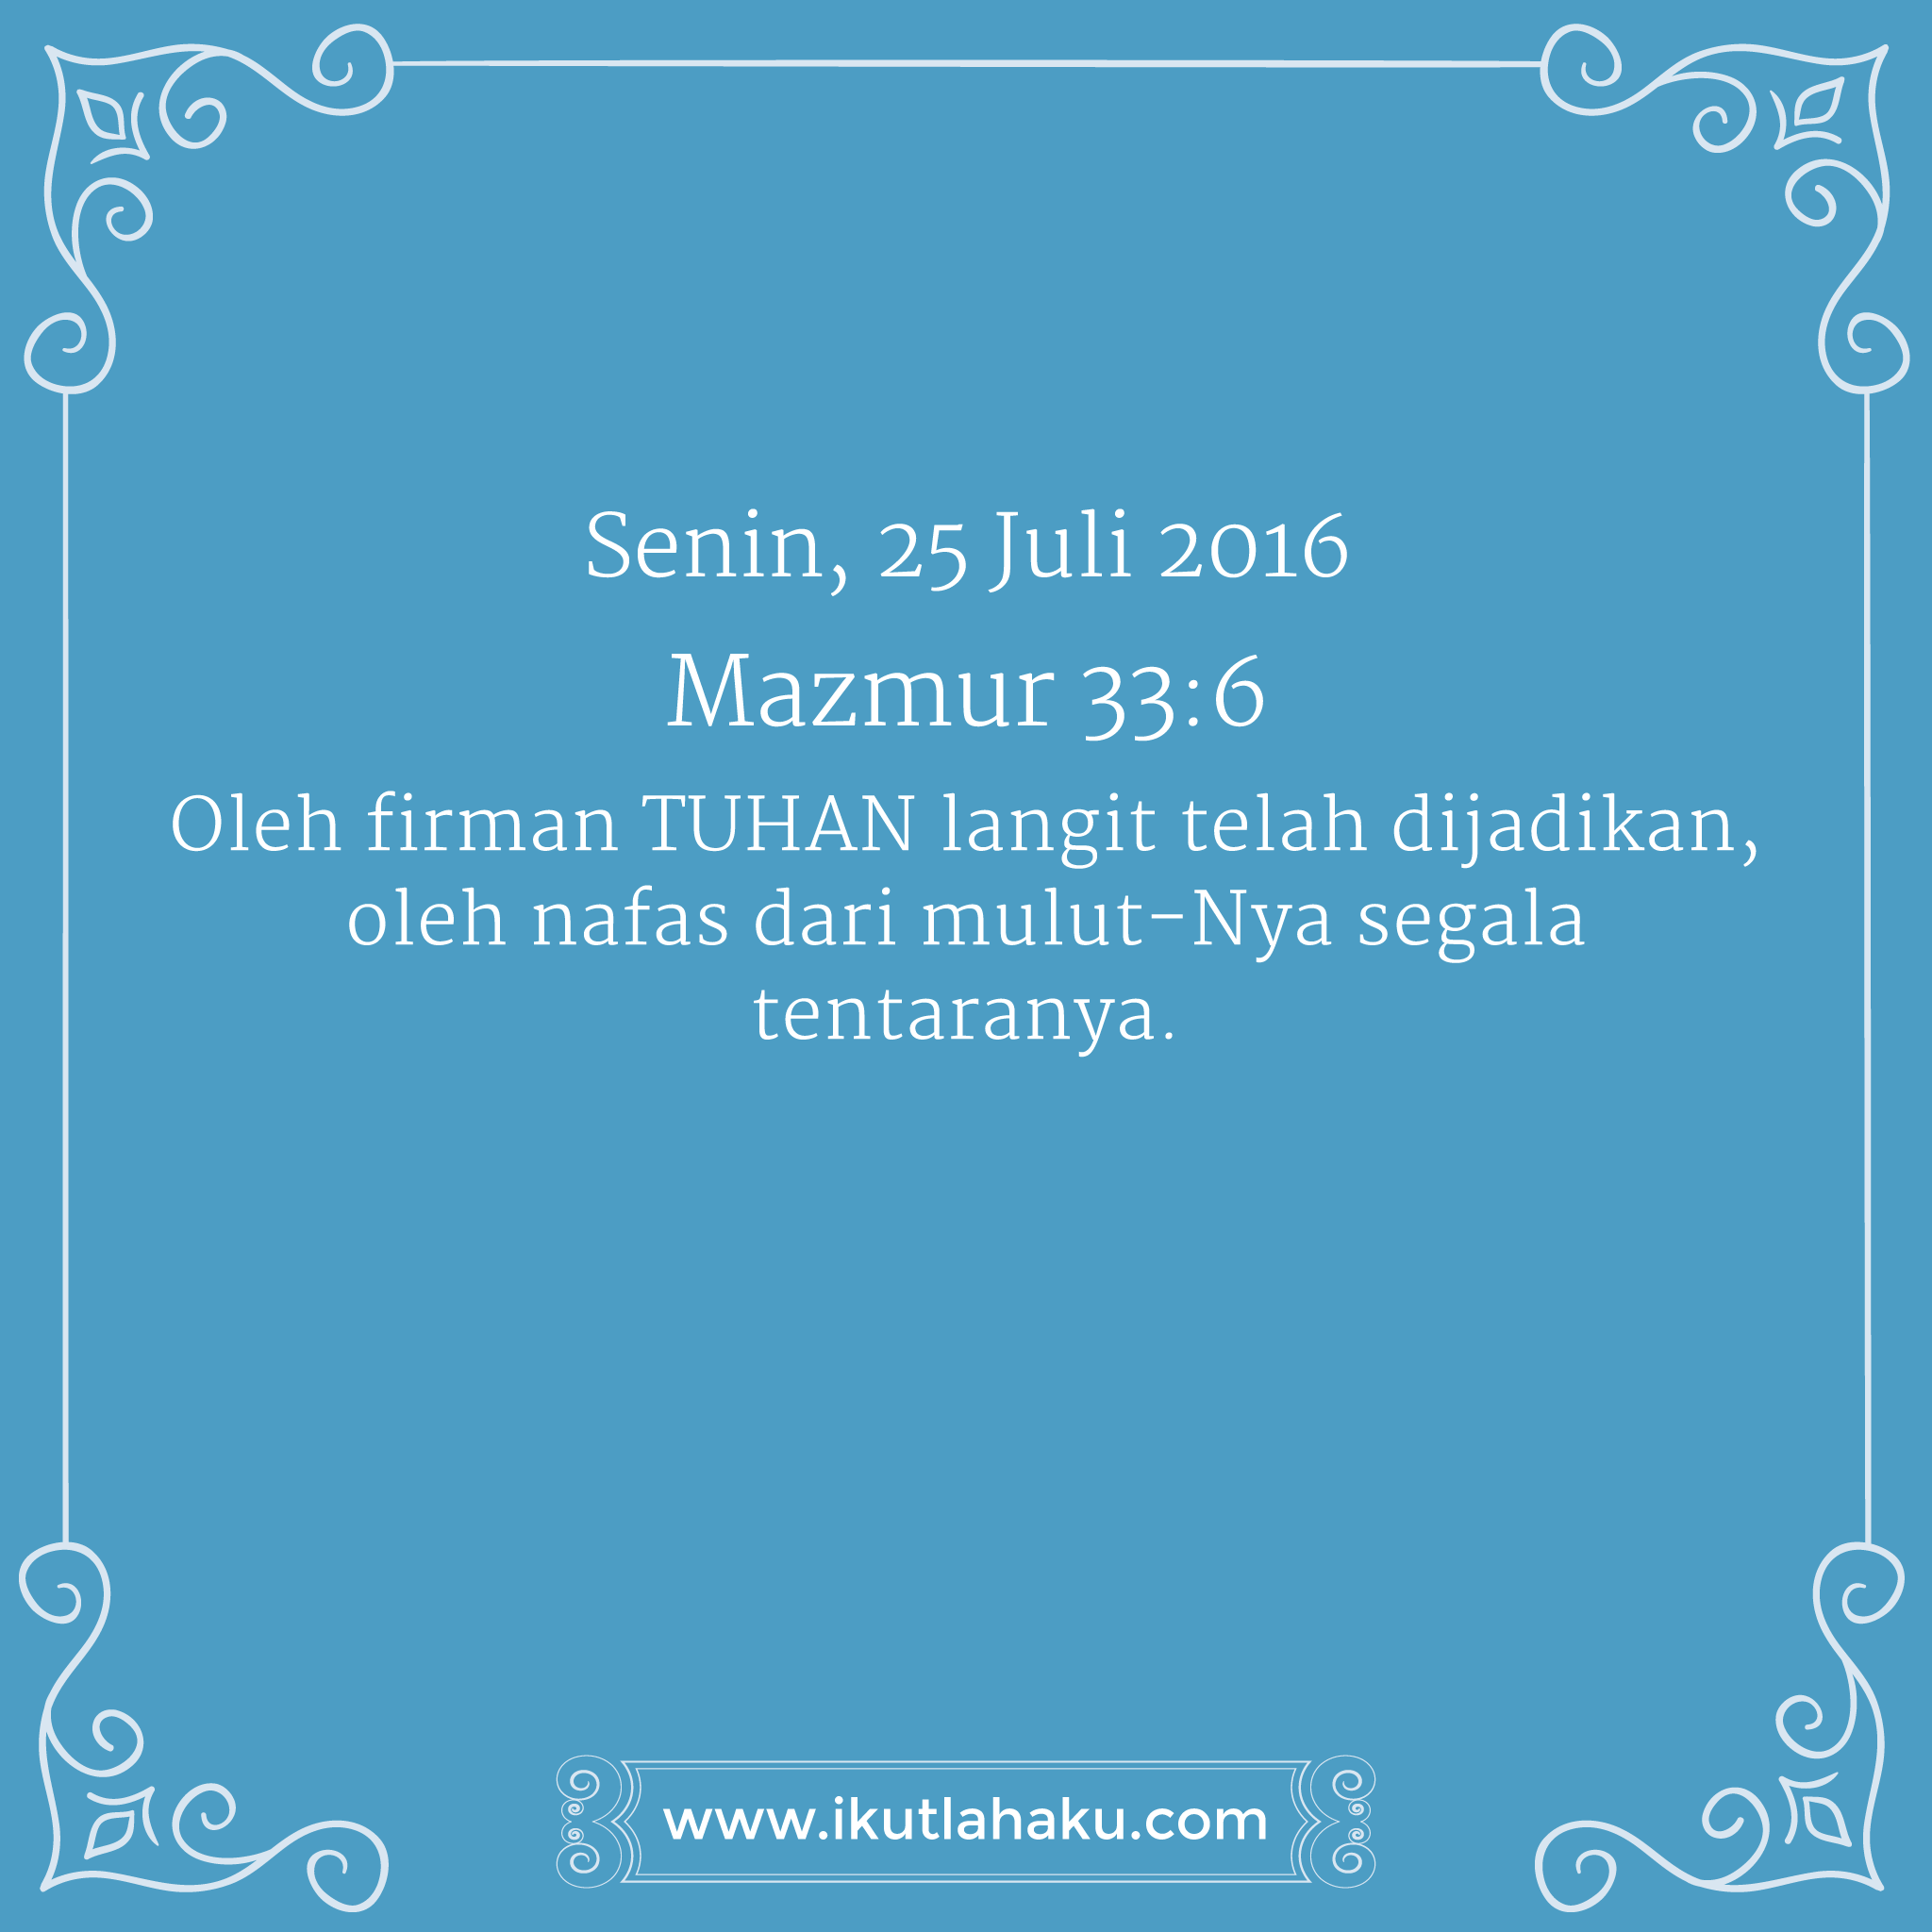 Senin, 25 Juli 2016
Mazmur 33:6
Oleh firman TUHAN langit telah dijadikan,
oleh nafas dari mulut-Nya segala
tentaranya.
www.ikutlahaku.com